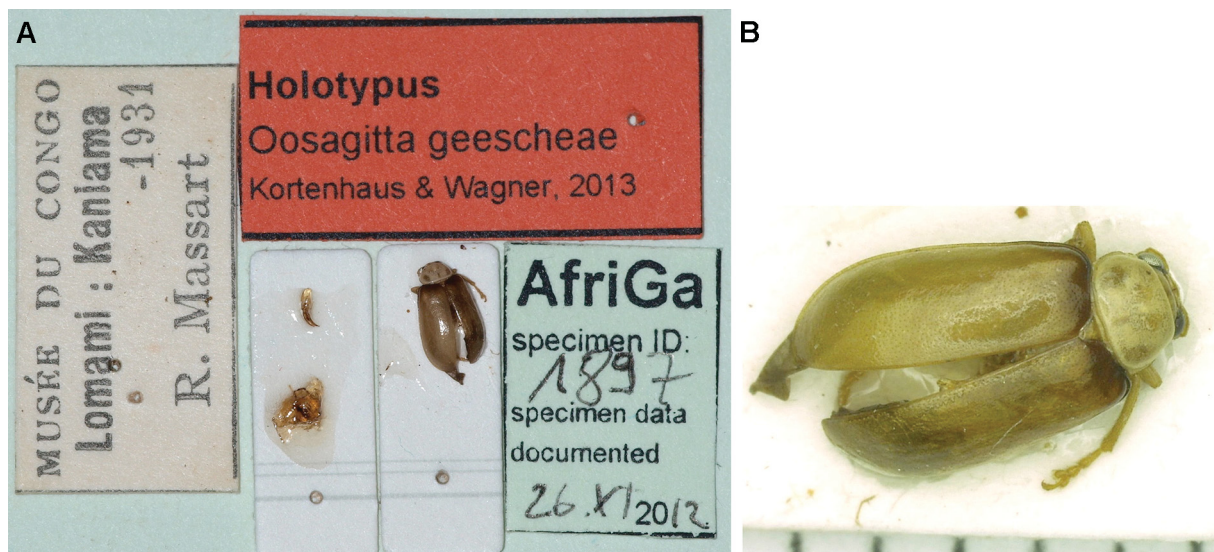 A
B
MUSÉE DU CONGO
Lomami : Kaniama
-1931
R. Massart
Holotypus
Oosagitta geescheae
Kortenhaus & Wagner, 2013
AfriGa
specimen ID:
1897
specimen data
documented
26.XI 2012